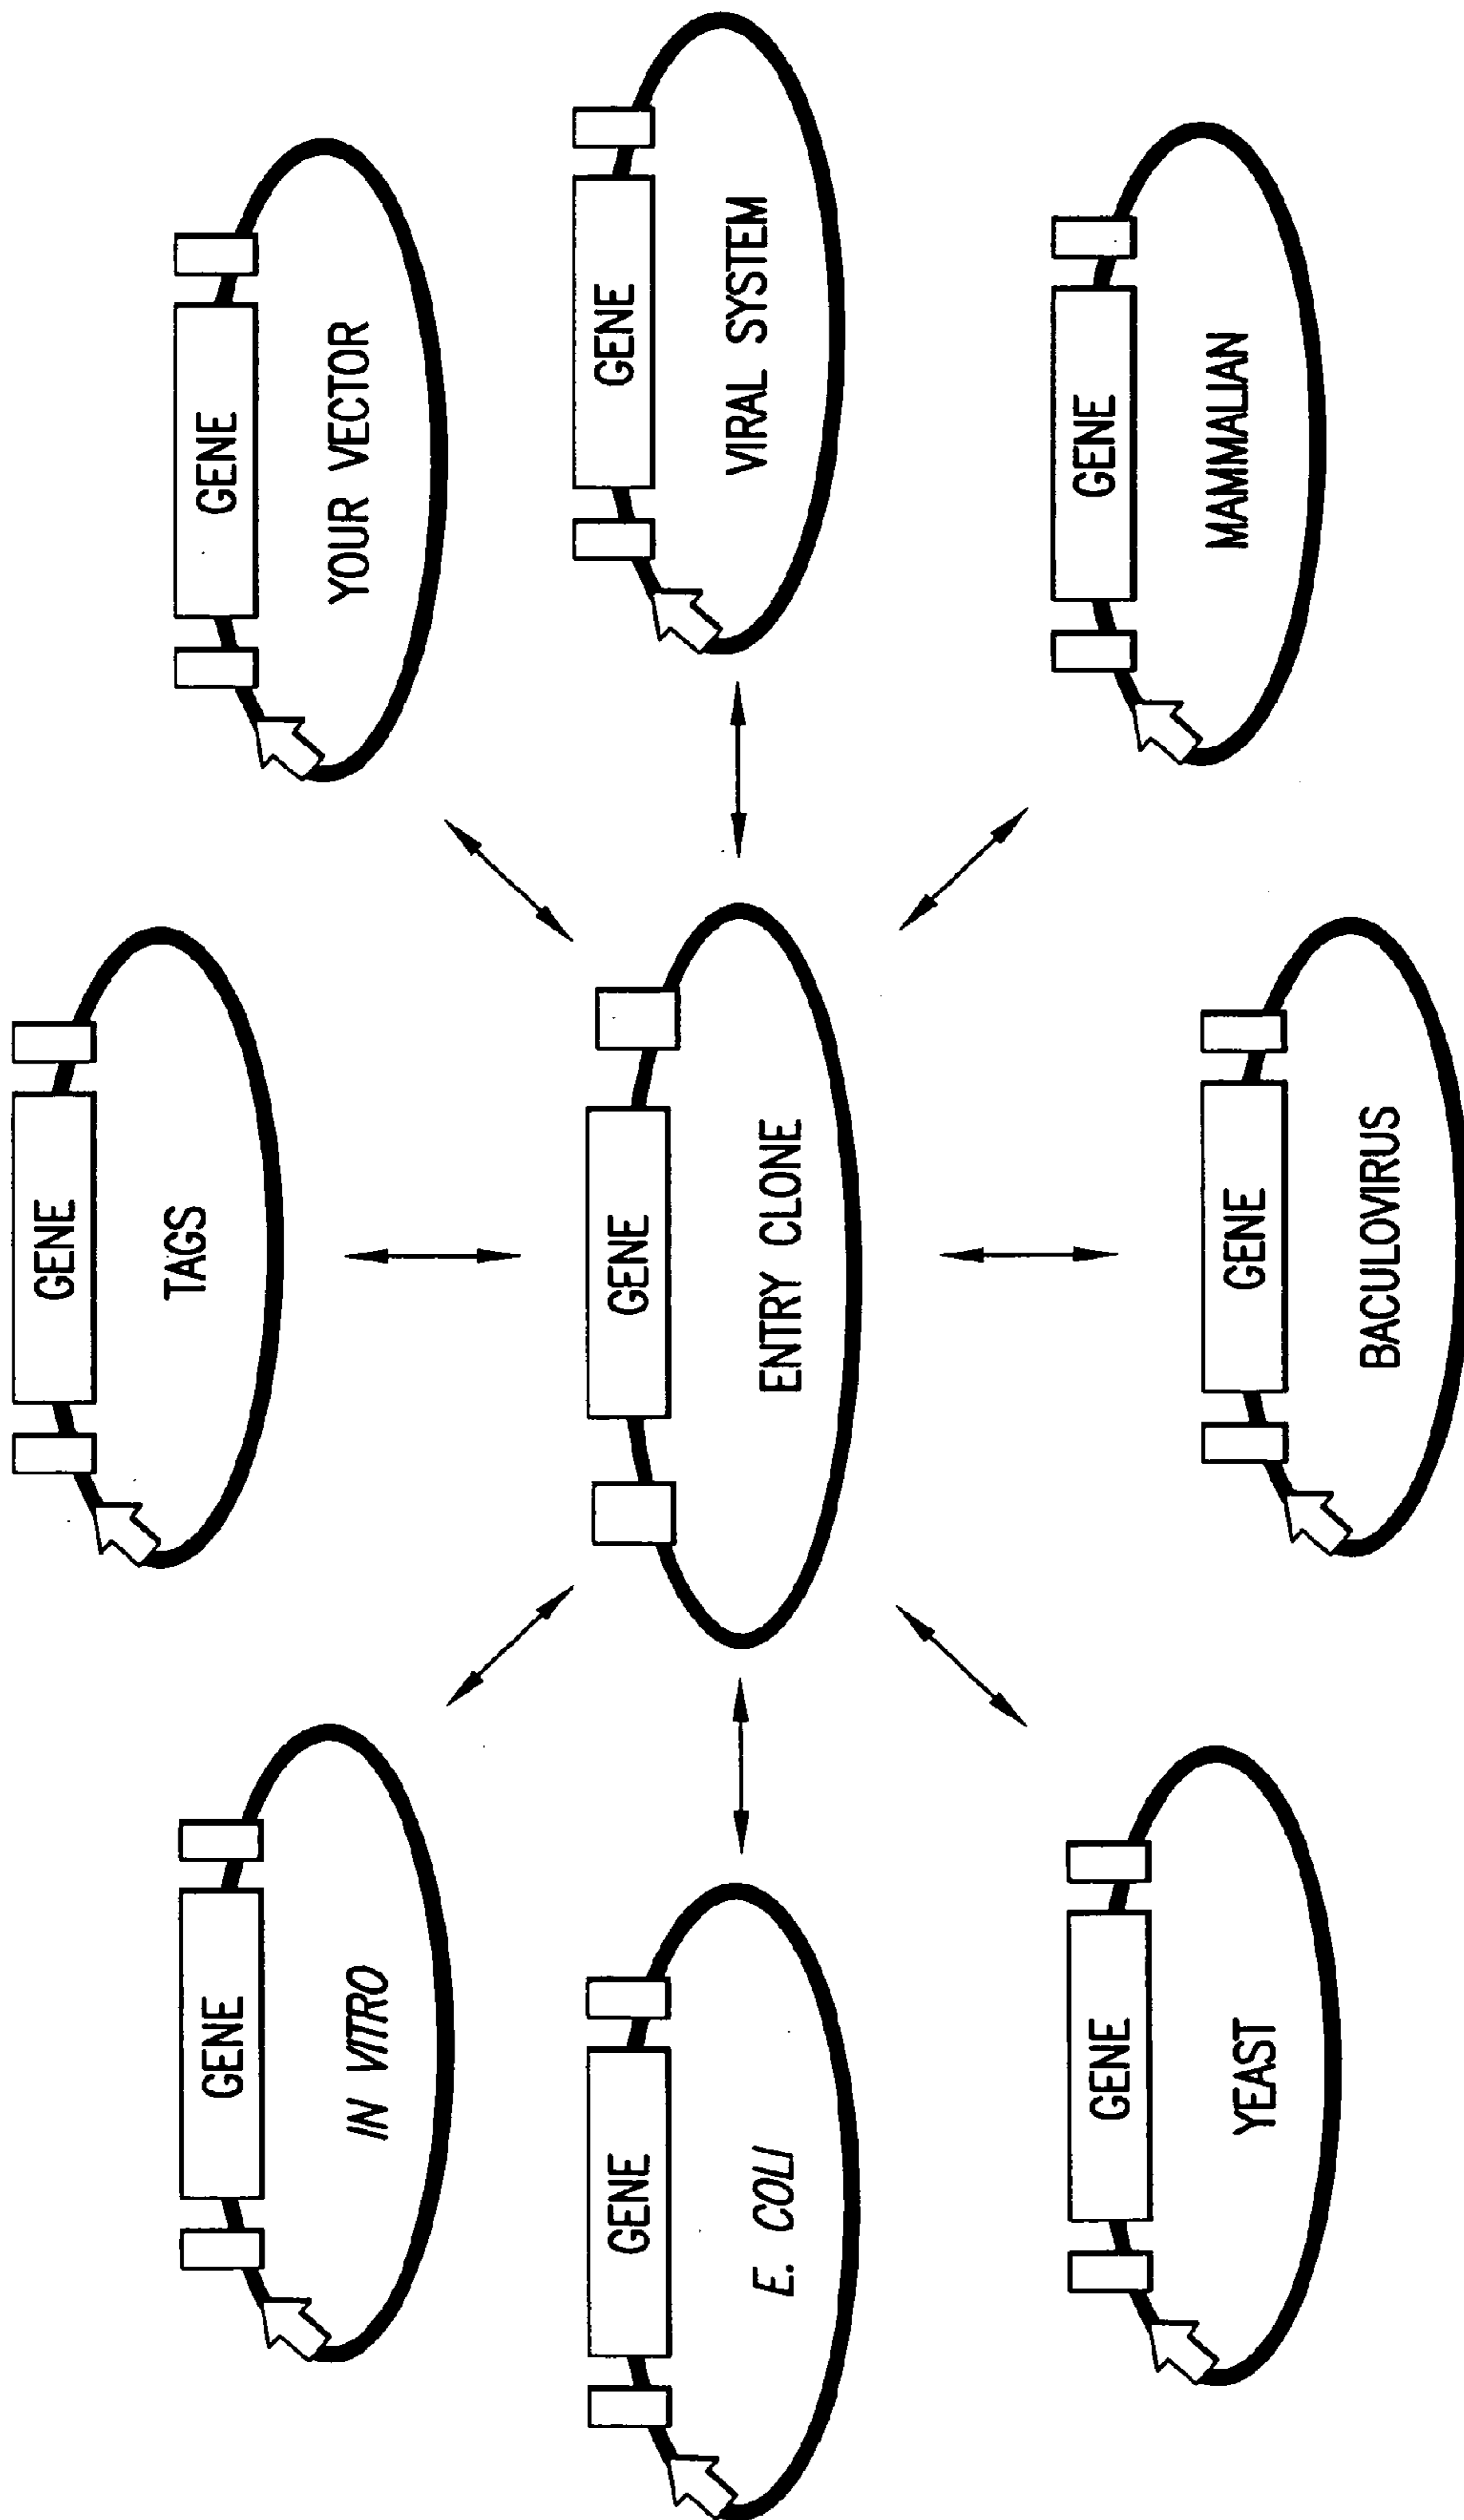 GENE
TAGS
GENE
IN VITRO
GENE
YOUR VECTOR
GENE
E. COLI
GENE
ENTRY CLONE
GENE
VIRAL SYSTEM
GENE
YEAST
GENE
MAMMALIAN
GENE
BACULOVIRUS